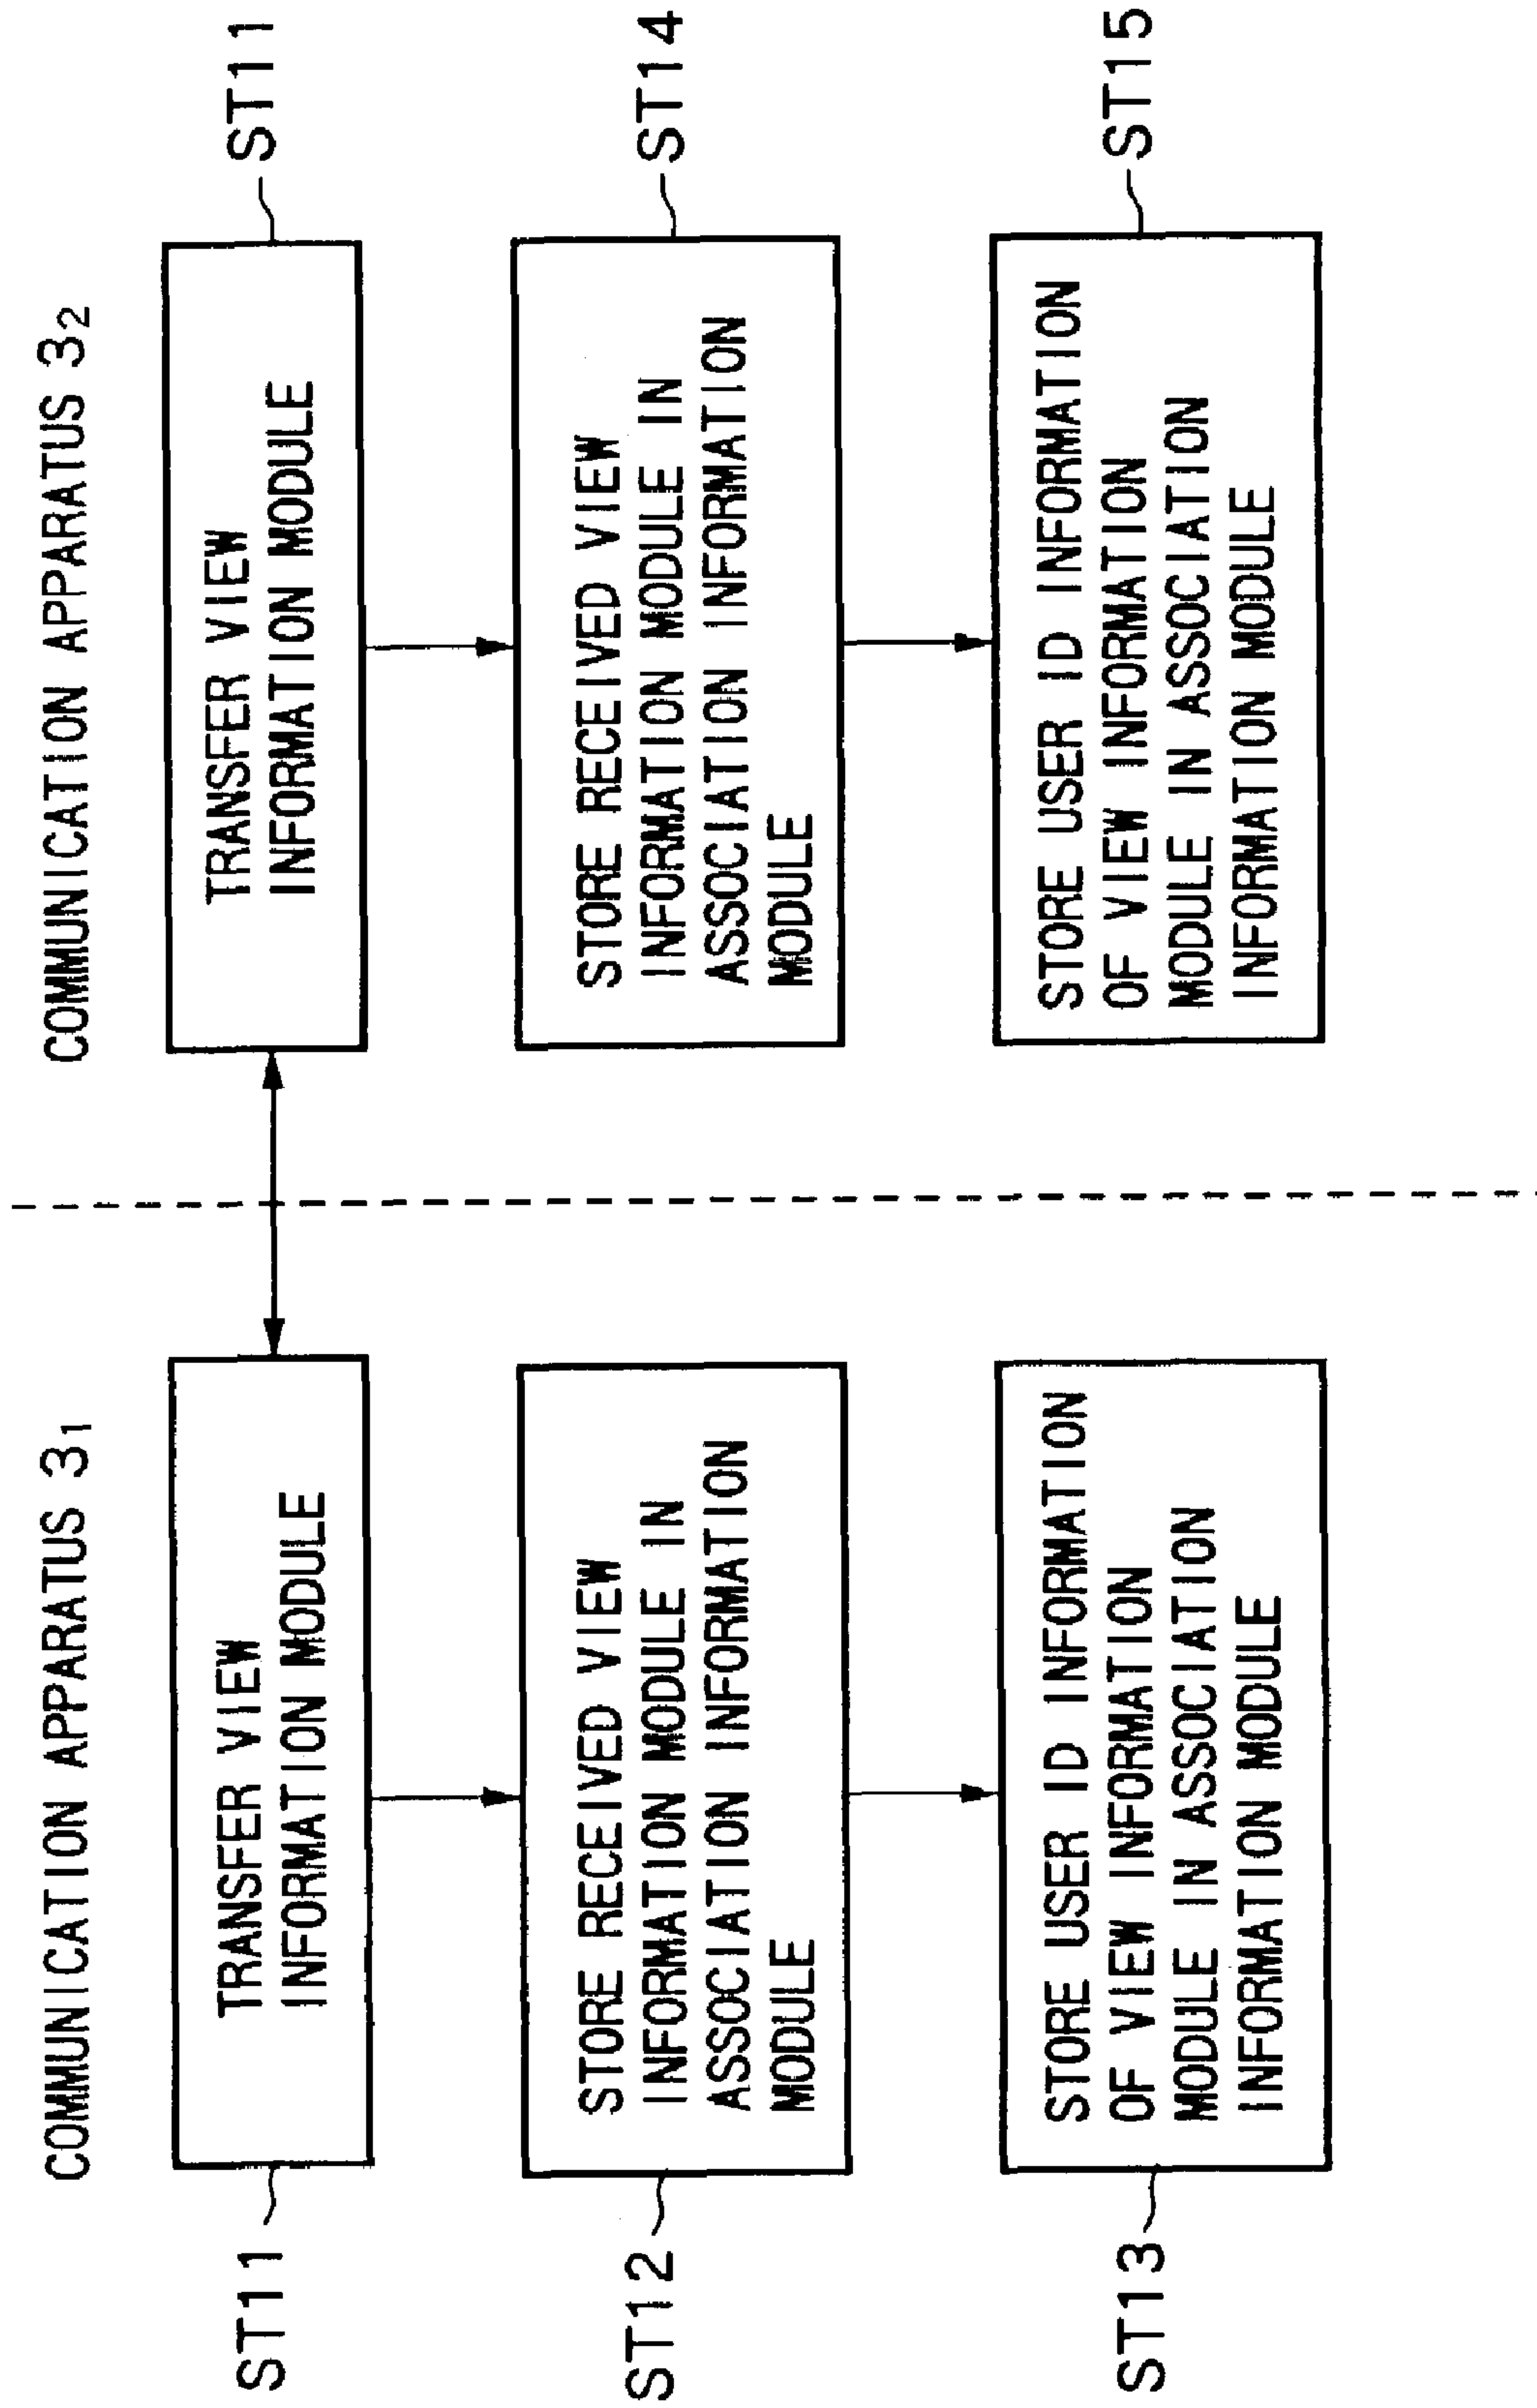 COMMUNICATION APPARATUS 3₁
ST11
TRANSFER VIEW
INFORMATION MODULE
ST12
STORE RECEIVED VIEW
INFORMATION MODULE IN
ASSOCIATION INFORMATION
MODULE
ST13
STORE USER ID INFORMATION
OF VIEW INFORMATION
MODULE IN ASSOCIATION
INFORMATION MODULE
COMMUNICATION APPARATUS 3₂
TRANSFER VIEW
INFORMATION MODULE
ST11
STORE RECEIVED VIEW
INFORMATION MODULE IN
ASSOCIATION INFORMATION
MODULE
ST14
STORE USER ID INFORMATION
OF VIEW INFORMATION
MODULE IN ASSOCIATION
INFORMATION MODULE
ST15